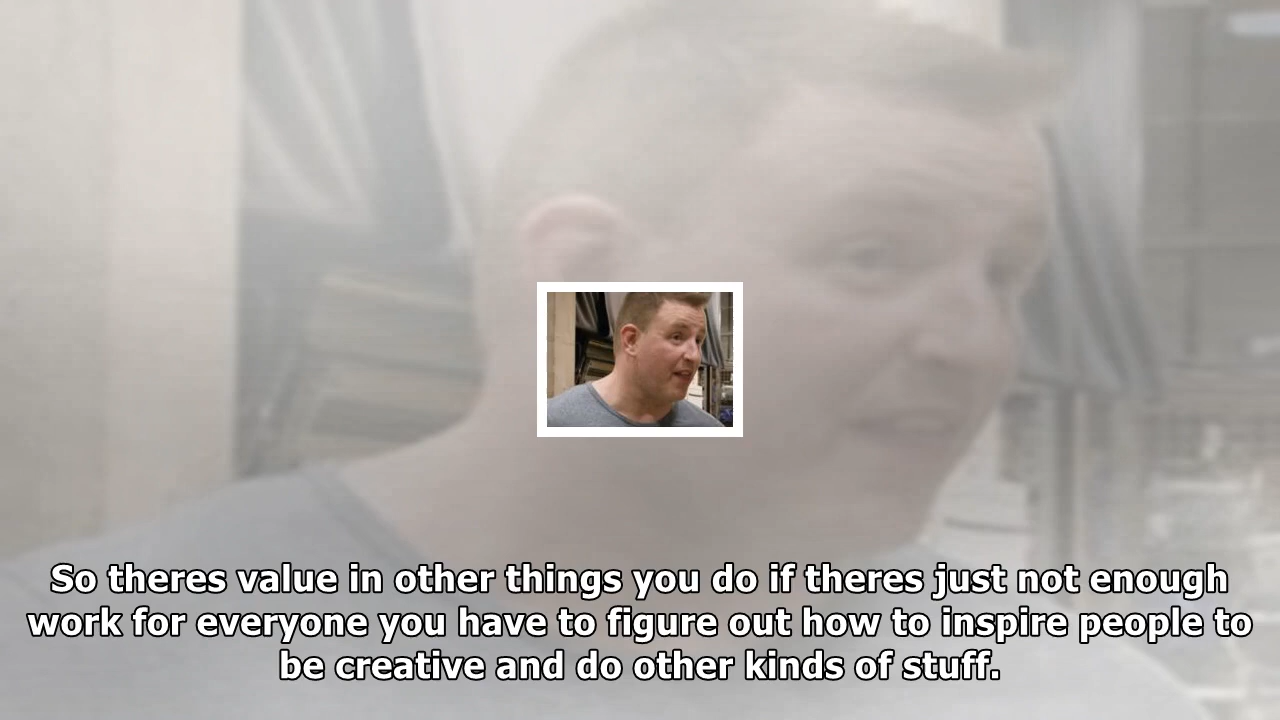 So theres value in other things you do if theres just not enough
work for everyone you have to figure out how to inspire people to
be creative and do other kinds of stuff.